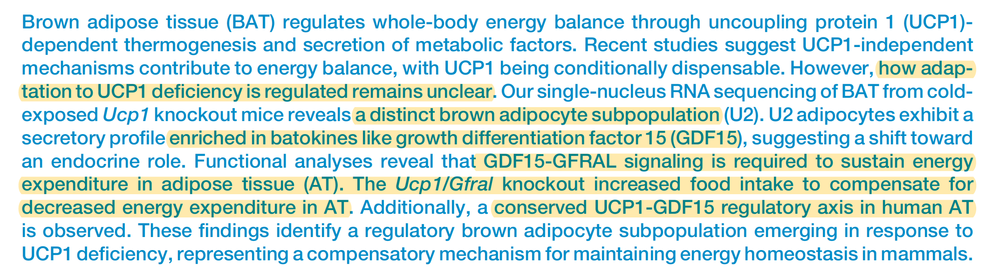 Brown adipose tissue (BAT) regulates whole-body energy balance through uncoupling protein 1 (UCP1)-
dependent thermogenesis and secretion of metabolic factors. Recent studies suggest UCP1-independent
mechanisms contribute to energy balance, with UCP1 being conditionally dispensable. However, how adap-
tation to UCP1 deficiency is regulated remains unclear. Our single-nucleus RNA sequencing of BAT from cold-
exposed Ucp1 knockout mice reveals a distinct brown adipocyte subpopulation (U2). U2 adipocytes exhibit a
secretory profile enriched in batokines like growth differentiation factor 15 (GDF15), suggesting a shift toward
an endocrine role. Functional analyses reveal that GDF15-GFRAL signaling is required to sustain energy
expenditure in adipose tissue (AT). The Ucp1/Gfral knockout increased food intake to compensate for
decreased energy expenditure in AT. Additionally, a conserved UCP1-GDF15 regulatory axis in human AT
is observed. These findings identify a regulatory brown adipocyte subpopulation emerging in response to
UCP1 deficiency, representing a compensatory mechanism for maintaining energy homeostasis in mammals.